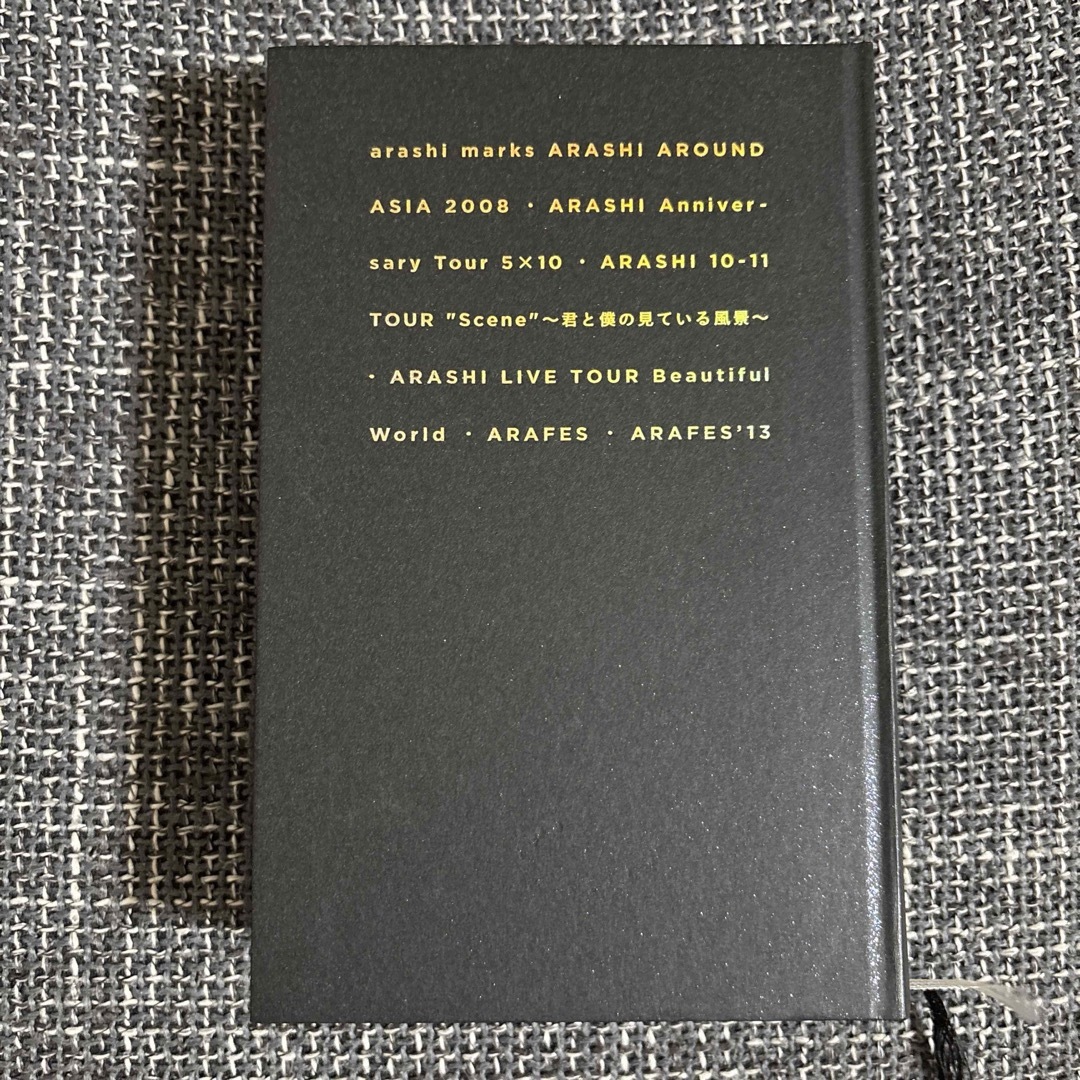 arashi marks ARASHI AROUND
ASIA 2008 · ARASHI Anniver-
sary Tour 5×10 · ARASHI 10-11
TOUR "Scene"〜君と僕の見ている風景〜
· ARASHI LIVE TOUR Beautiful
World · ARAFES · ARAFES'13